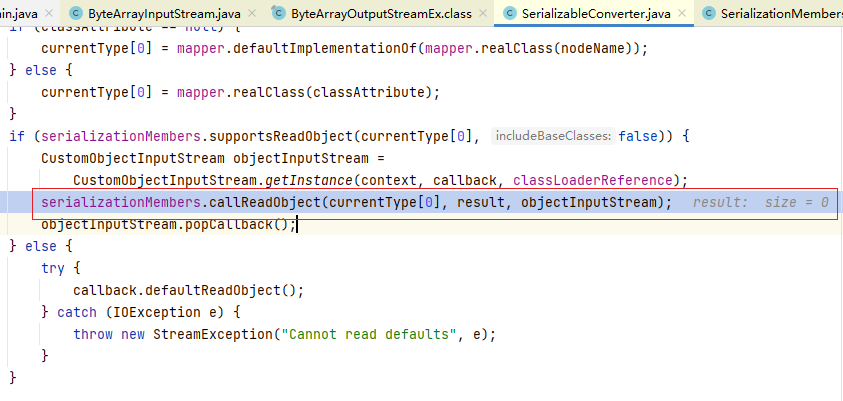 in.java × ByteArrayInputStream.java × ByteArrayOutputStreamEx.class × SerializableConverter.java × SerializationMembers
if (classAttribute == null) {
currentType[0] = mapper.defaultImplementationOf(mapper.realClass(nodeName));
} else {
currentType[0] = mapper.realClass(classAttribute);
}
if (serializationMembers.supportsReadObject(currentType[0], includeBaseClasses: false)) {
CustomObjectInputStream objectInputStream =
CustomObjectInputStream.getInstance(context, callback, classLoaderReference);
serializationMembers.callReadObject(currentType[0], result, objectInputStream); result: size = 0
objectInputStream.popCallback();
} else {
try {
callback.defaultReadObject();
} catch (IOException e) {
throw new StreamException("Cannot read defaults", e);
}
}